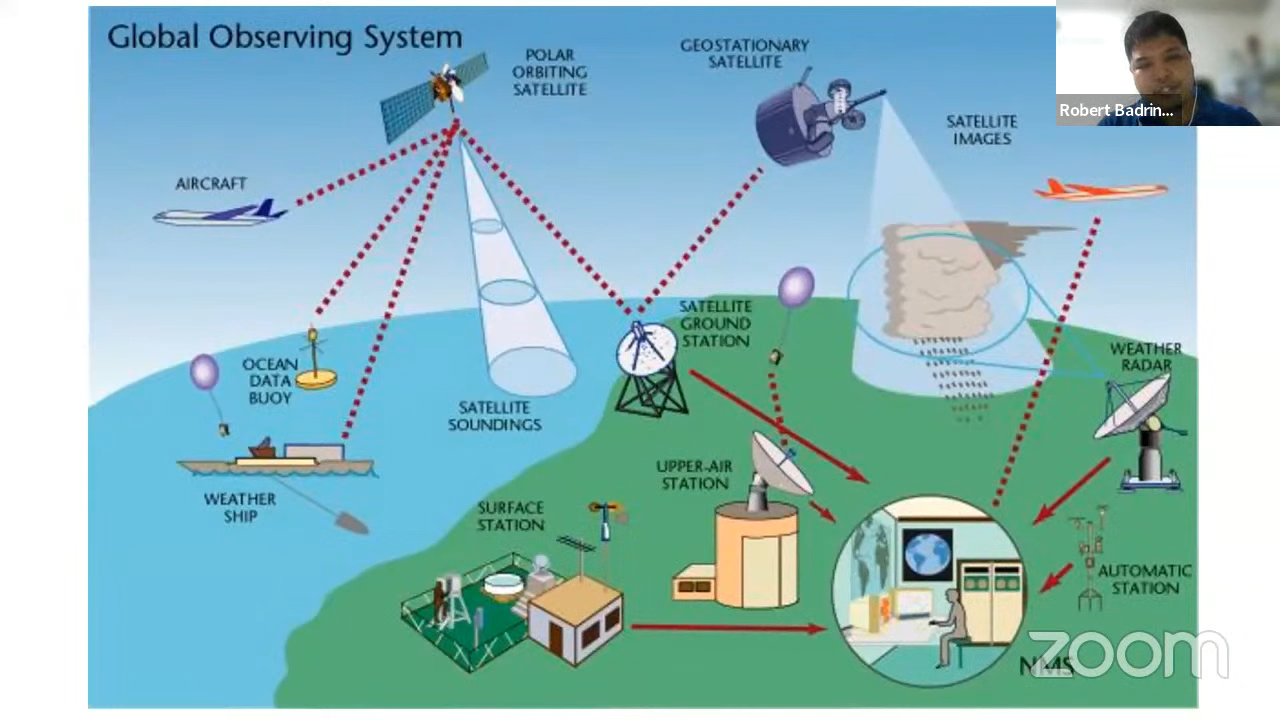 Global Observing System
POLAR
ORBITING
SATELLITE
GEOSTATIONARY
SATELLITE
SATELLITE
IMAGES
Robert Badrin...
AIRCRAFT
SATELLITE
GROUND
STATION
WEATHER
RADAR
OCEAN
DATA
BUOY
SATELLITE
SOUNDINGS
UPPER-AIR
STATION
WEATHER
SHIP
SURFACE
STATION
AUTOMATIC
STATION
NMS
zoom